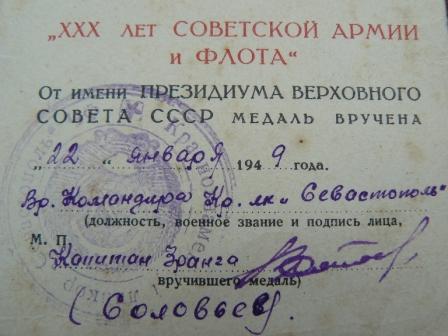 „XXX ЛЕТ СОВЕТСКОЙ АРМИИ
и ФЛОТА“
От имени ПРЕЗИДИУМА ВЕРХОВНОГО
СОВЕТА СССР МЕДАЛЬ ВРУЧЕНА
„22„ января 1949 года.
Вр. Командира Кр. лк „Севастополь“
(должность, военное звание и подпись лица,
М. П.
Капитан 2ранга
вручившего медаль)
(Соловьев)